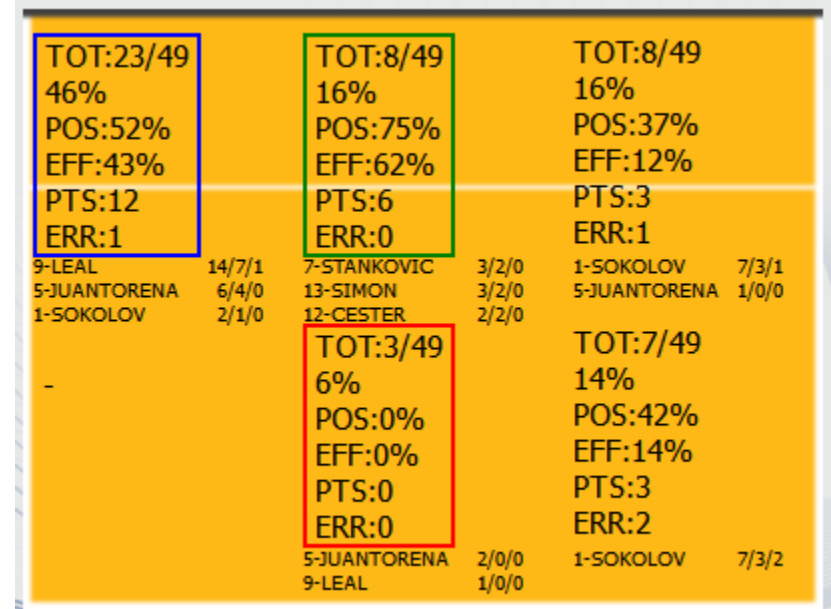 TOT:23/49
46%
POS:52%
EFF:43%
PTS:12
ERR:1
9-LEAL 14/7/1
5-JUANTORENA 6/4/0
1-SOKOLOV 2/1/0
TOT:8/49
16%
POS:75%
EFF:62%
PTS:6
ERR:0
7-STANKOVIC 3/2/0
13-SIMON 3/2/0
12-CESTER 2/2/0
TOT:8/49
16%
POS:37%
EFF:12%
PTS:3
ERR:1
1-SOKOLOV 7/3/1
5-JUANTORENA 1/0/0
-
TOT:3/49
6%
POS:0%
EFF:0%
PTS:0
ERR:0
5-JUANTORENA 2/0/0
9-LEAL 1/0/0
TOT:7/49
14%
POS:42%
EFF:14%
PTS:3
ERR:2
1-SOKOLOV 7/3/2